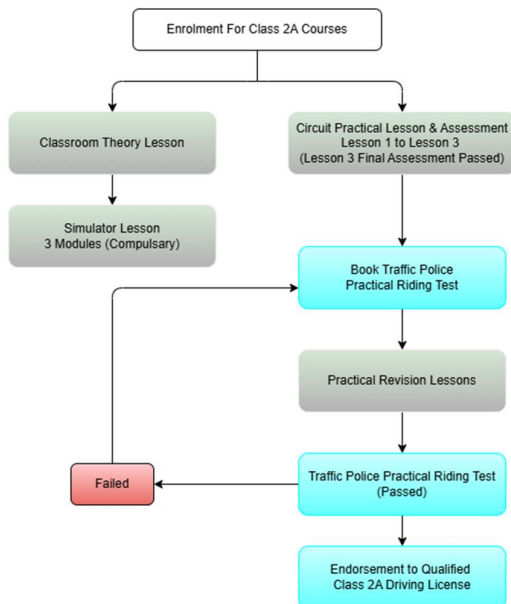 Enrolment For Class 2A Courses
Classroom Theory Lesson
Circuit Practical Lesson & Assessment
Lesson 1 to Lesson 3
(Lesson 3 Final Assessment Passed)
Simulator Lesson
3 Modules (Compulsary)
Book Traffic Police
Practical Riding Test
Practical Revision Lessons
Failed
Traffic Police Practical Riding Test
(Passed)
Endorsement to Qualified
Class 2A Driving License